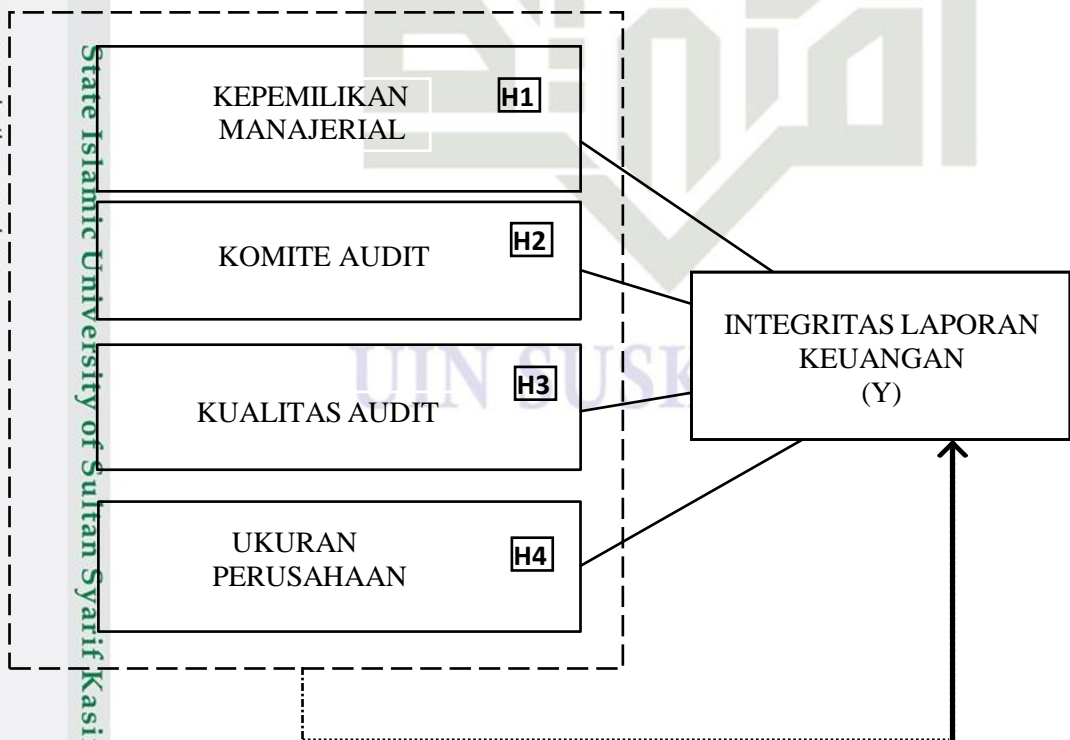 KEPEMILIKAN
MANAJERIAL
H1
KOMITE AUDIT
H2
KUALITAS AUDIT
H3
UKURAN
PERUSAHAAN
H4
INTEGRITAS LAPORAN
KEUANGAN
(Y)
UIN SUSK
State Islamic University of Sultan Syarif Kasi